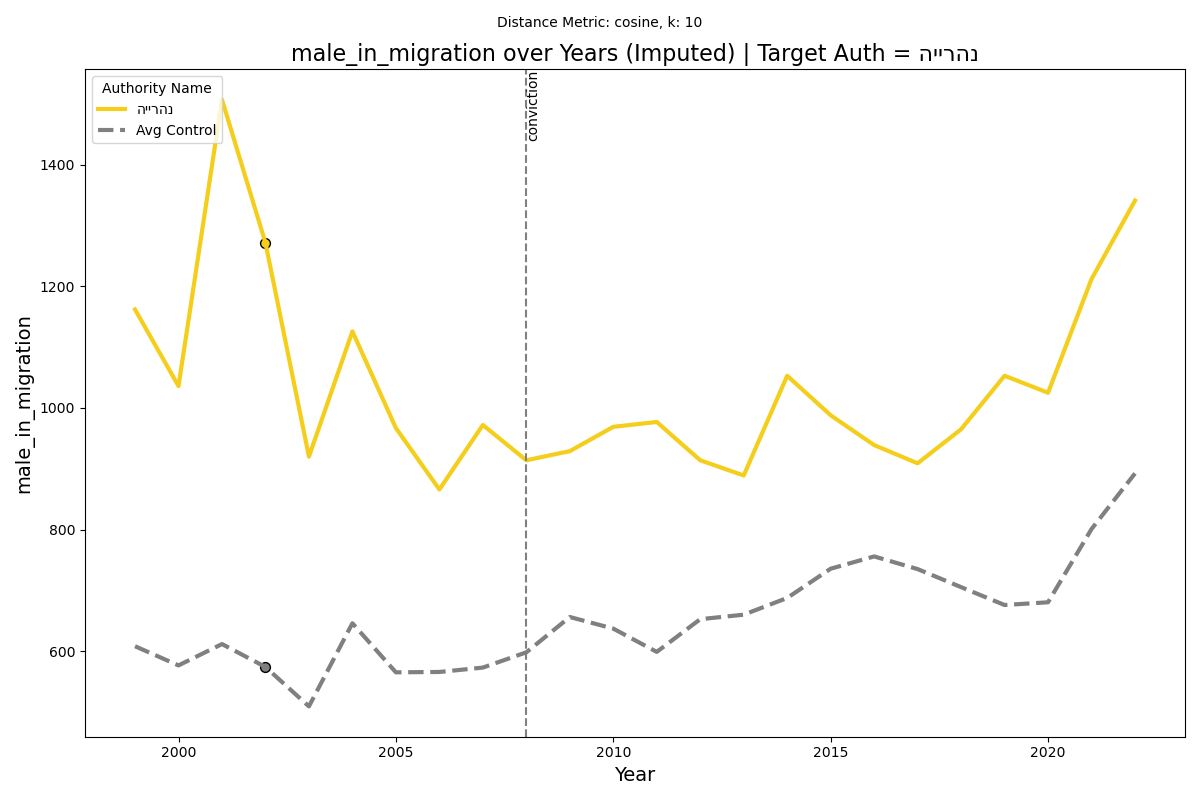 Distance Metric: cosine, k: 10
male_in_migration over Years (Imputed) | Target Auth = נהרייה
Authority Name
נהרייה
Avg Control
conviction
1400
1200
1000
800
600
male_in_migration
2000 2005 2010 2015 2020
Year